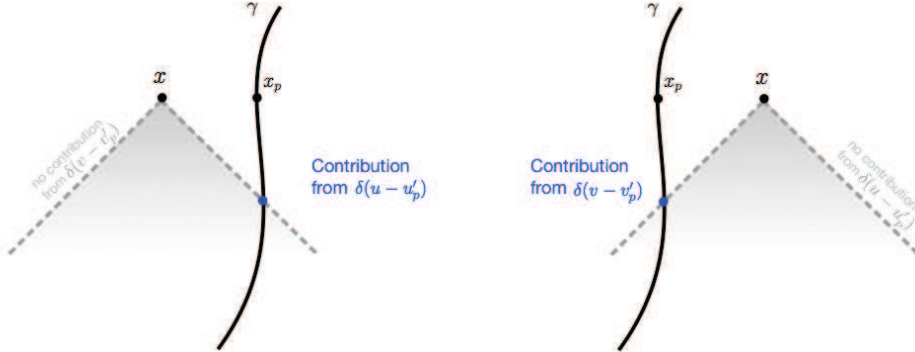 γ
x
x_p
no contribution
from δ(v − v'_p)
Contribution
from δ(u − u'_p)
γ
x_p
x
Contribution
from δ(v − v'_p)
no contribution
from δ(u − u'_p)